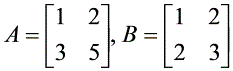 A = [1 2; 3 5], B = [1 2; 2 3]